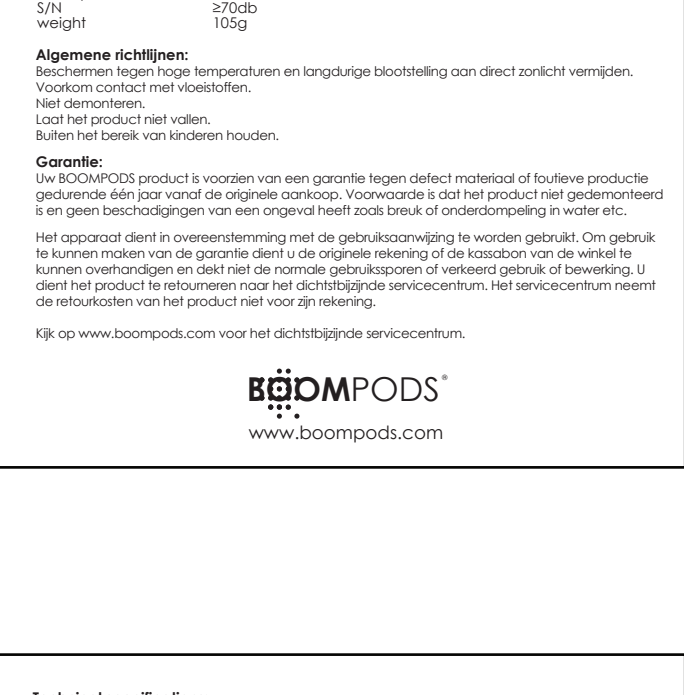 S/N ≥70db
weight 105g
Algemene richtlijnen:
Beschermen tegen hoge temperaturen en langdurige blootstelling aan direct zonlicht vermijden.
Voorkom contact met vloeistoffen.
Niet demonteren.
Laat het product niet vallen.
Buiten het bereik van kinderen houden.
Garantie:
Uw BOOMPODS product is voorzien van een garantie tegen defect materiaal of foutieve productie
gedurende één jaar vanaf de originele aankoop. Voorwaarde is dat het product niet gedemonteerd
is en geen beschadigingen van een ongeval heeft zoals breuk of onderdompeling in water etc.
Het apparaat dient in overeenstemming met de gebruiksaanwijzing te worden gebruikt. Om gebruik
te kunnen maken van de garantie dient u de originele rekening of de kassabon van de winkel te
kunnen overhandigen en dekt niet de normale gebrukssporen of verkeerd gebruik of bewerking. U
dient het product te retourneren naar het dichtstbijzijnde servicecentrum. Het servicecentrum neemt
de retourkosten van het product niet voor zijn rekening.
Kijk op www.boompods.com voor het dichtstbijzijnde servicecentrum.
BOOMPODS®
www.boompods.com